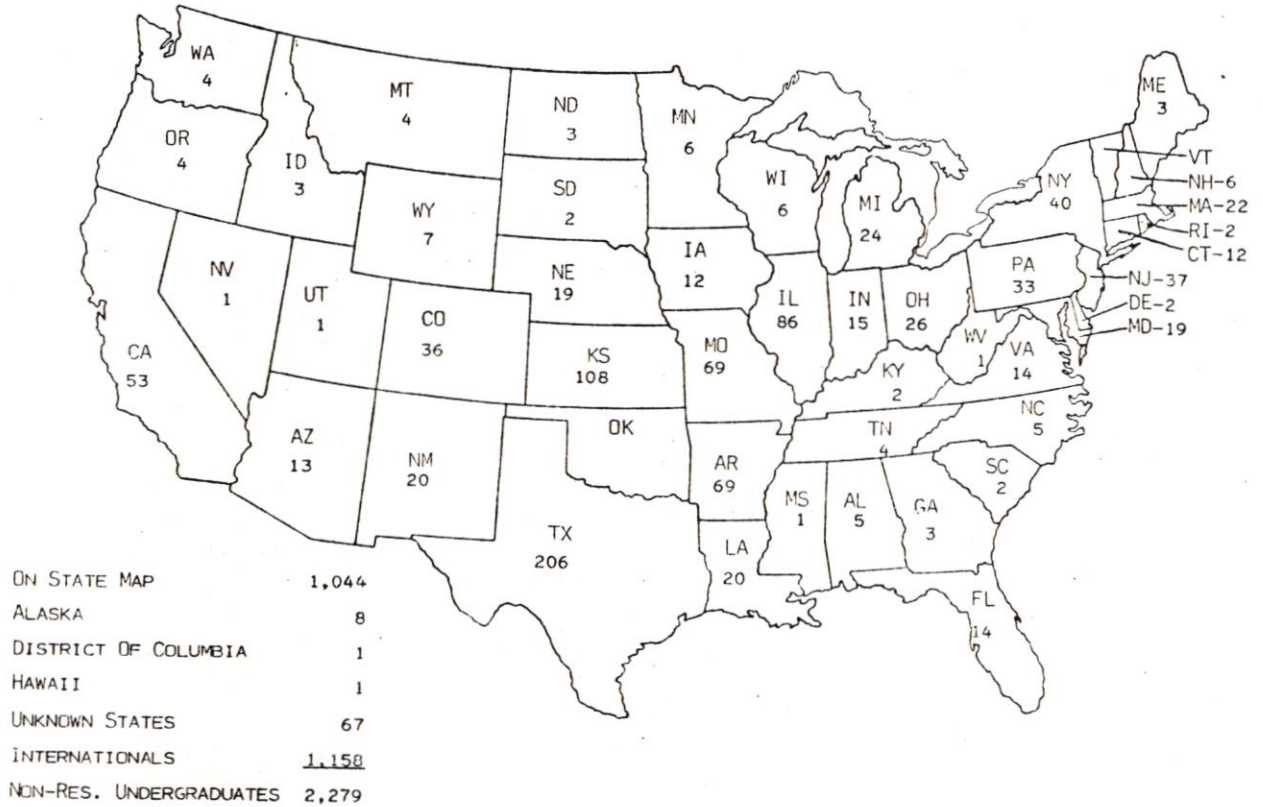 WA
4
MT
4
ND
3
MN
6
ME
3
OR
4
ID
3
SD
2
WI
6
MI
24
NY
40
VT
NH-6
MA-22
RI-2
CT-12
WY
7
NV
1
UT
1
CO
36
NE
19
IA
12
IL
86
IN
15
OH
26
PA
33
NJ-37
DE-2
MD-19
CA
53
KS
108
MO
69
KY
2
WV
1
VA
14
AZ
13
NM
20
OK
AR
69
TN
4
NC
5
SC
2
TX
206
LA
20
MS
1
AL
5
GA
3
FL
14
ON STATE MAP 1,044
ALASKA 8
DISTRICT OF COLUMBIA 1
HAWAII 1
UNKNOWN STATES 67
INTERNATIONALS 1,158
NON-RES. UNDERGRADUATES 2,279